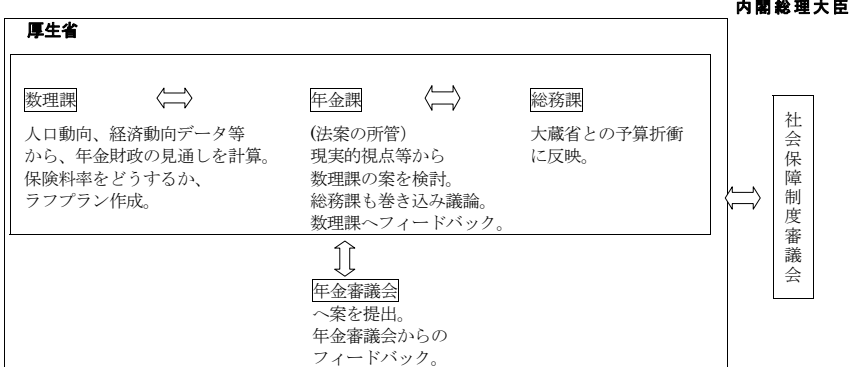 内閣総理大臣
厚生省
数理課
人口動向、経済動向データ等
から、年金財政の見通しを計算。
保険料率をどうするか、
ラフプラン作成。
年金課
(法案の所管)
現実的視点等から
数理課の案を検討。
総務課も巻き込み議論。
数理課へフィードバック。
総務課
大蔵省との予算折衝
に反映。
年金審議会
へ案を提出。
年金審議会からの
フィードバック。
社会保障制度審議会